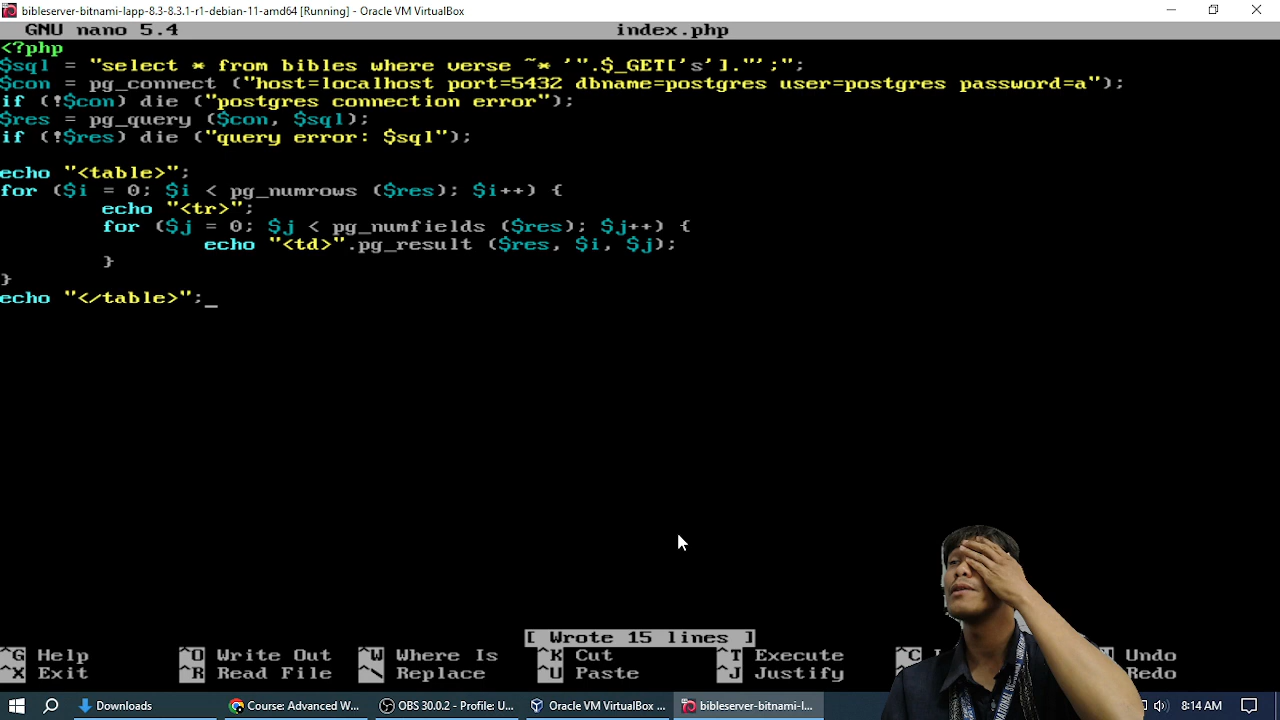 bibleserver-bitnami-lapp-8.3-8.3.1-r1-debian-11-amd64 [Running] - Oracle VM VirtualBox
GNU nano 5.4 index.php
<?php
$sql = "select * from bibles where verse ~* '".$_GET['s']."';";
$con = pg_connect ("host=localhost port=5432 dbname=postgres user=postgres password=a");
if (!$con) die ("postgres connection error");
$res = pg_query ($con, $sql);
if (!$res) die ("query error: $sql");
echo "<table>";
for ($i = 0; $i < pg_numrows ($res); $i++) {
echo "<tr>";
for ($j = 0; $j < pg_numfields ($res); $j++) {
echo "<td>".pg_result ($res, $i, $j);
}
}
echo "</table>";
[ Wrote 15 lines ]
^G Help ^O Write Out ^W Where Is ^K Cut ^T Execute ^C Undo
^X Exit ^R Read File ^\ Replace ^U Paste ^J Justify Redo
Downloads Course: Advanced W... OBS 30.0.2 - Profile: U... Oracle VM VirtualBox ... bibleserver-bitnami-l... 8:14 AM